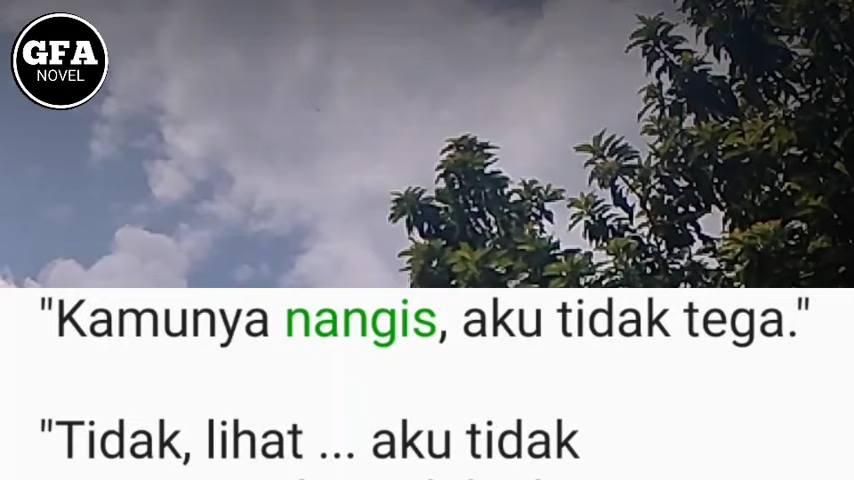 GFA
NOVEL
"Kamunya nangis, aku tidak tega."
"Tidak, lihat ... aku tidak